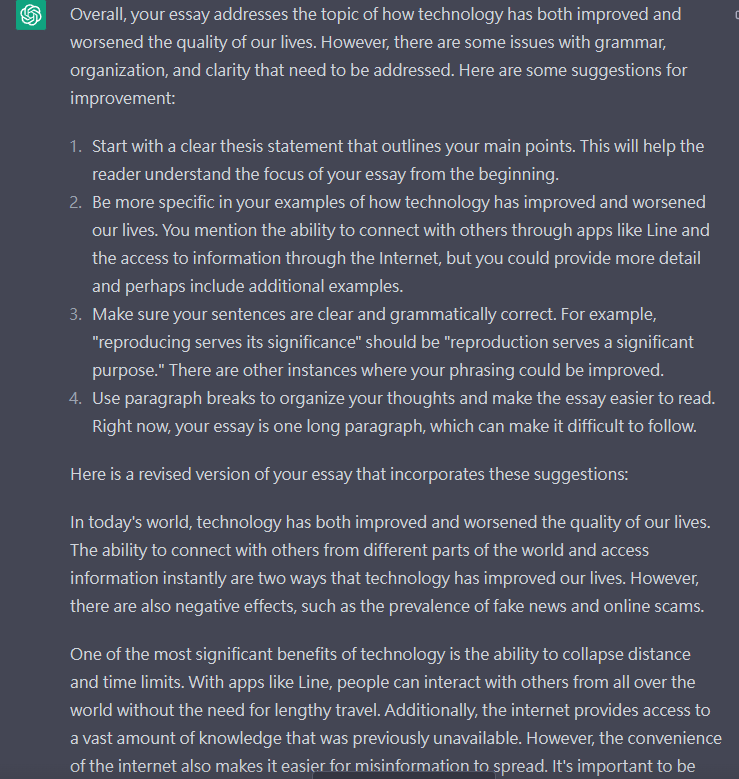 Overall, your essay addresses the topic of how technology has both improved and
worsened the quality of our lives. However, there are some issues with grammar,
organization, and clarity that need to be addressed. Here are some suggestions for
improvement:
1. Start with a clear thesis statement that outlines your main points. This will help the
reader understand the focus of your essay from the beginning.
2. Be more specific in your examples of how technology has improved and worsened
our lives. You mention the ability to connect with others through apps like Line and
the access to information through the Internet, but you could provide more detail
and perhaps include additional examples.
3. Make sure your sentences are clear and grammatically correct. For example,
"reproducing serves its significance" should be "reproduction serves a significant
purpose." There are other instances where your phrasing could be improved.
4. Use paragraph breaks to organize your thoughts and make the essay easier to read.
Right now, your essay is one long paragraph, which can make it difficult to follow.
Here is a revised version of your essay that incorporates these suggestions:
In today's world, technology has both improved and worsened the quality of our lives.
The ability to connect with others from different parts of the world and access
information instantly are two ways that technology has improved our lives. However,
there are also negative effects, such as the prevalence of fake news and online scams.
One of the most significant benefits of technology is the ability to collapse distance
and time limits. With apps like Line, people can interact with others from all over the
world without the need for lengthy travel. Additionally, the internet provides access to
a vast amount of knowledge that was previously unavailable. However, the convenience
of the internet also makes it easier for misinformation to spread. It's important to be